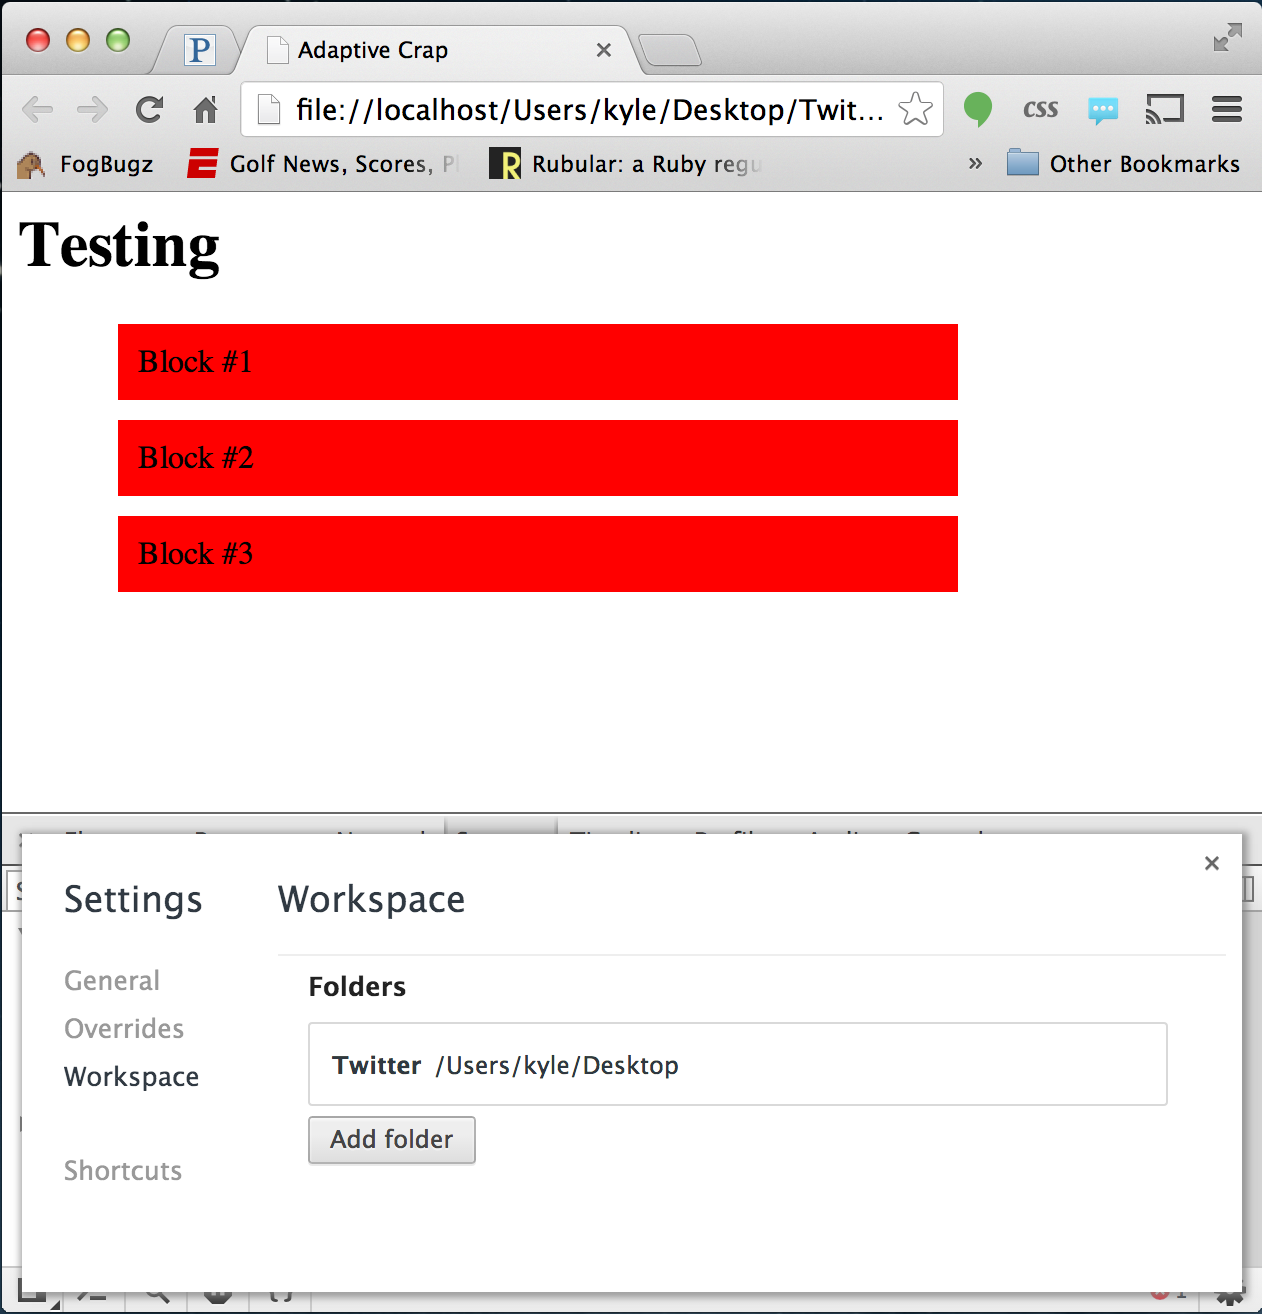 P
Adaptive Crap
file://localhost/Users/kyle/Desktop/Twit...
css
FogBugz
E Golf News, Scores, Pl
R Rubular: a Ruby regu
»
Other Bookmarks
Testing
Block #1
Block #2
Block #3
Settings
Workspace
General
Overrides
Workspace
Shortcuts
Folders
Twitter /Users/kyle/Desktop
Add folder